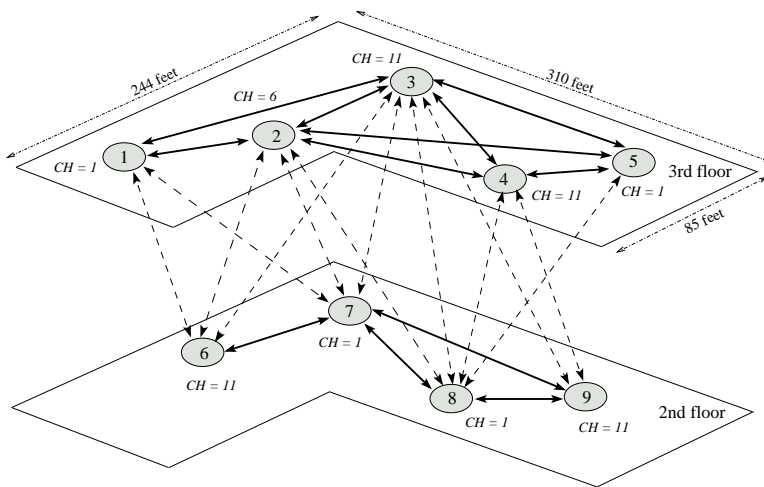 244 feet
310 feet
CH = 11
3
CH = 6
2
1
CH = 1
5
3rd floor
4
CH = 11
CH = 1
85 feet
7
CH = 1
6
CH = 11
8
CH = 1
9
CH = 11
2nd floor